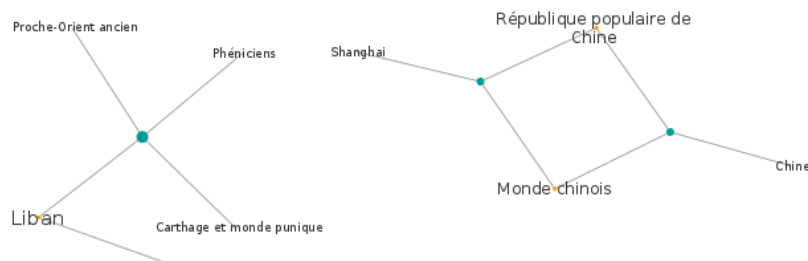 Proche-Orient ancien
Phéniciens
Liban
Carthage et monde punique
République populaire de
Chine
Shanghai
Monde chinois
Chine